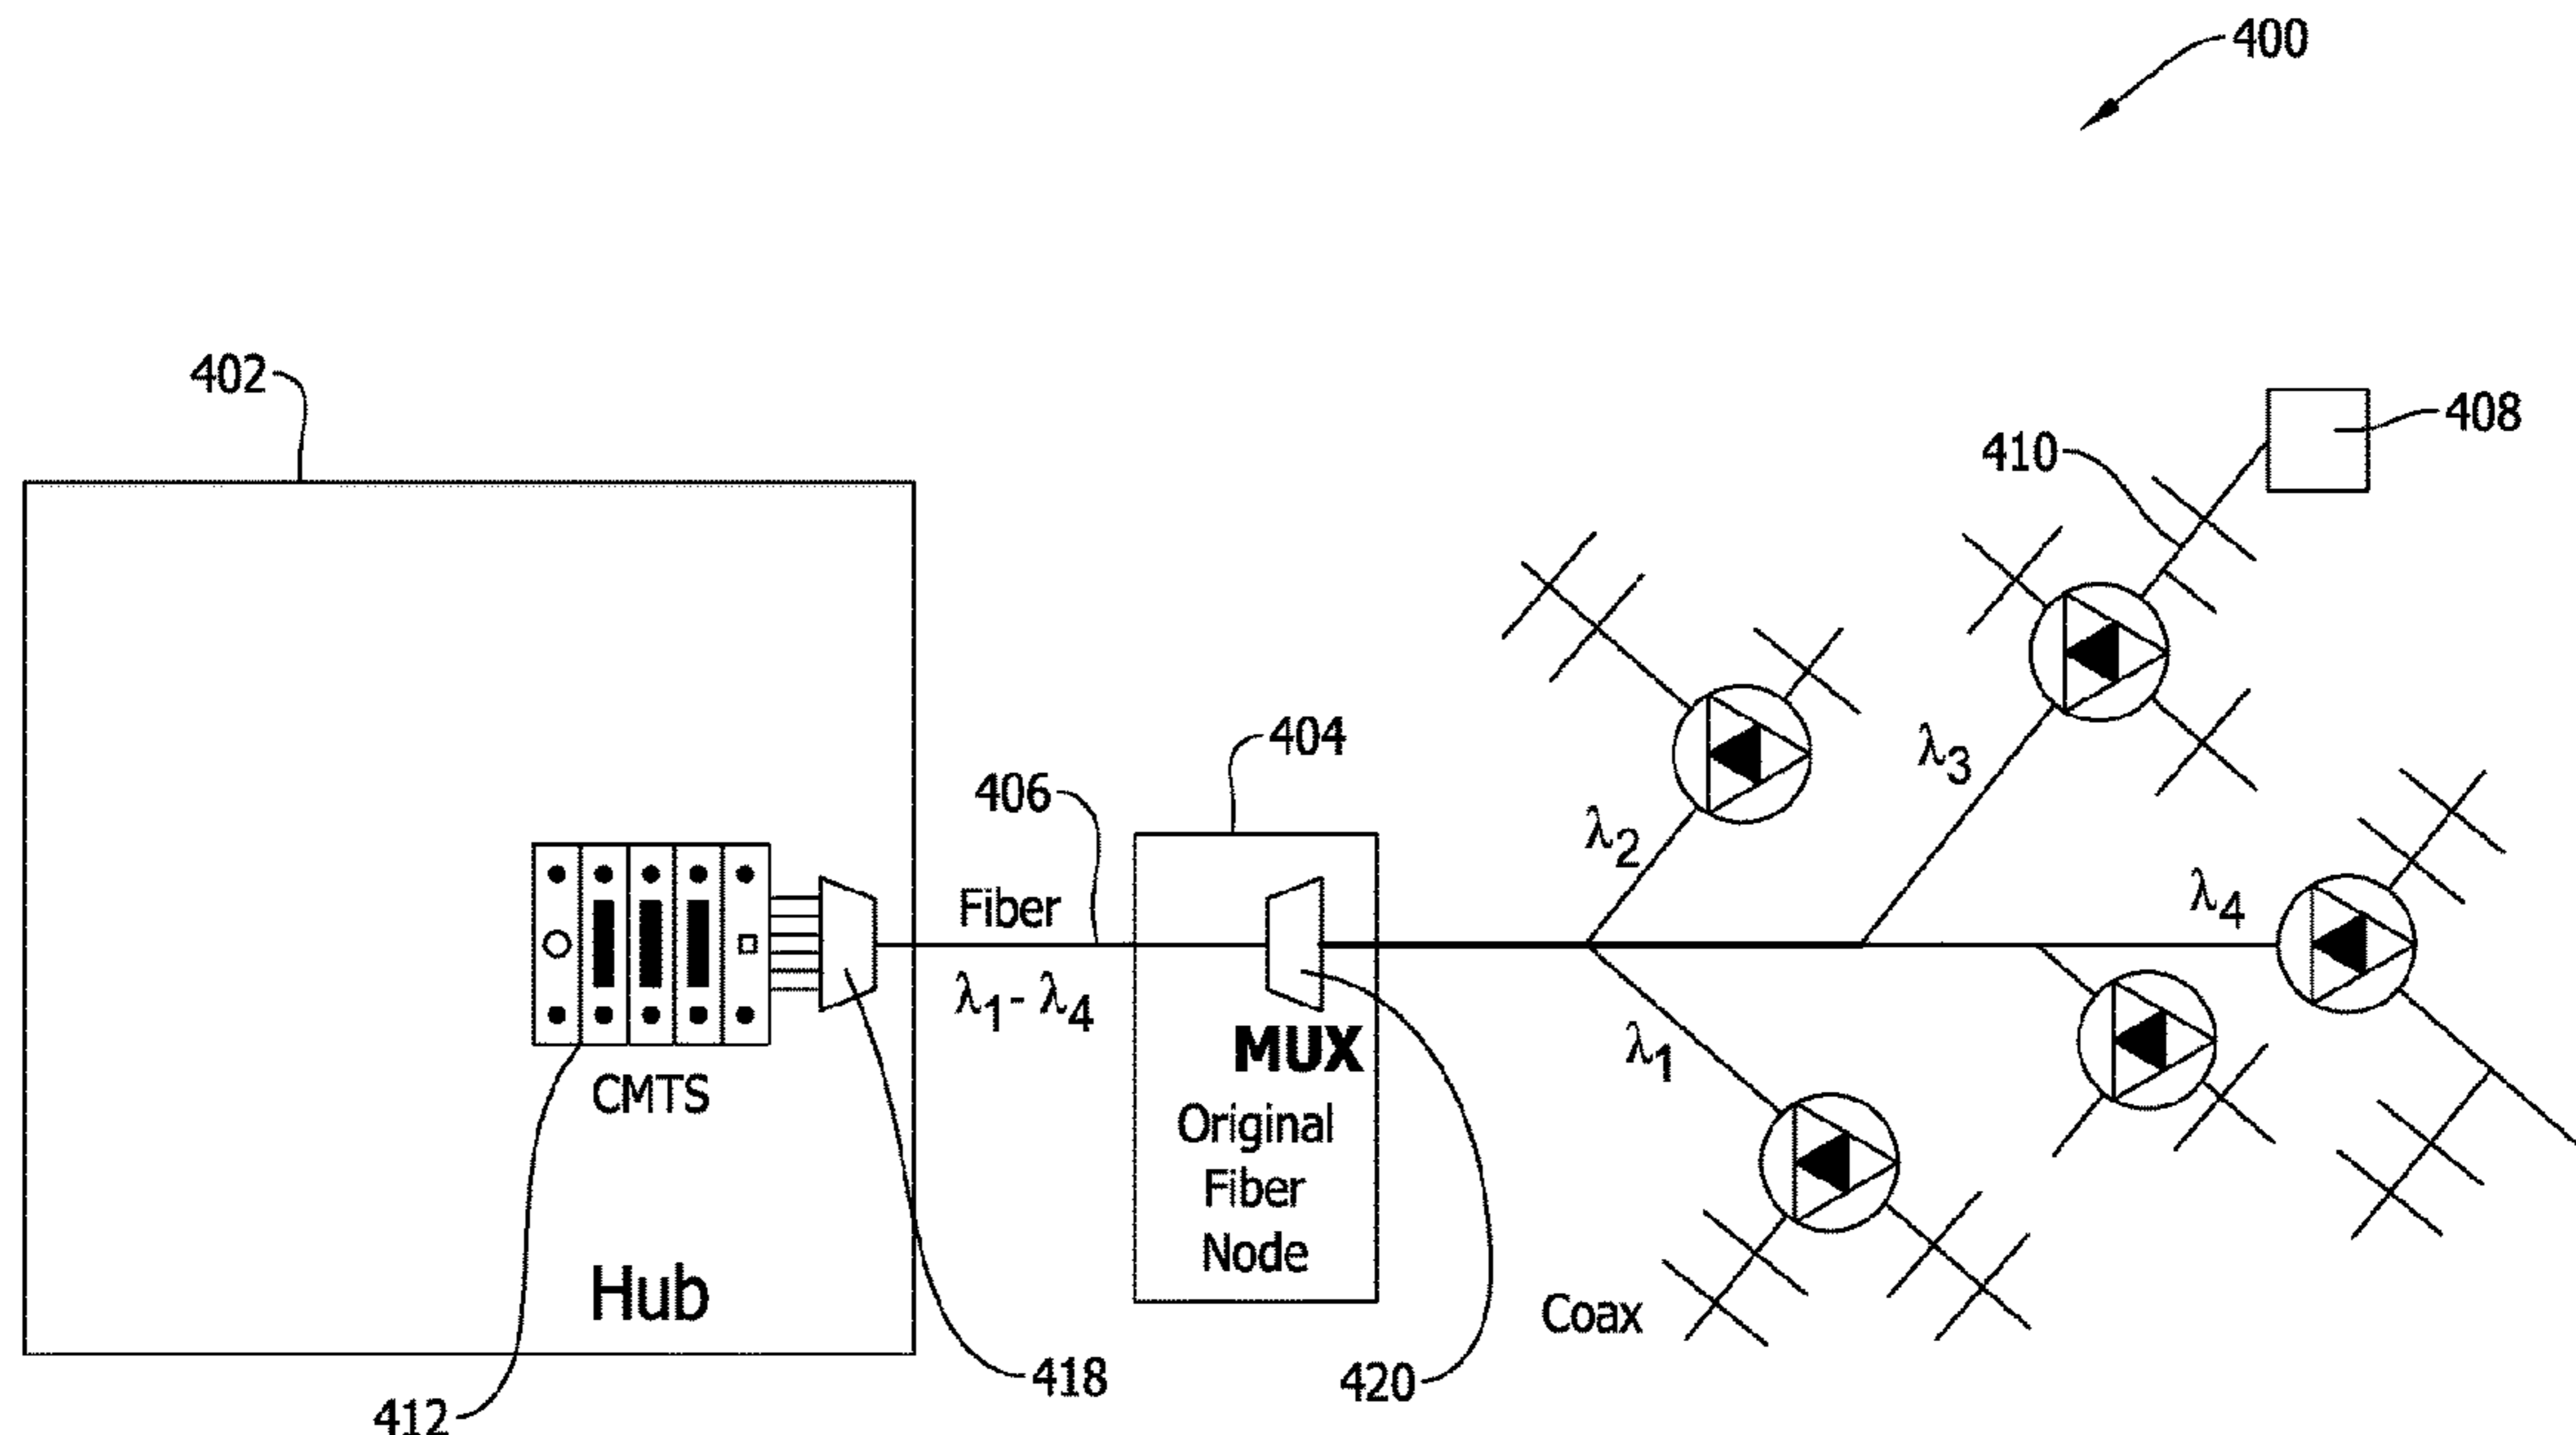 400
402
408
410
404
406
λ3
λ2
Fiber
λ4
λ1- λ4
MUX
λ1
CMTS
Original
Fiber
Node
Hub
Coax
418
420
412